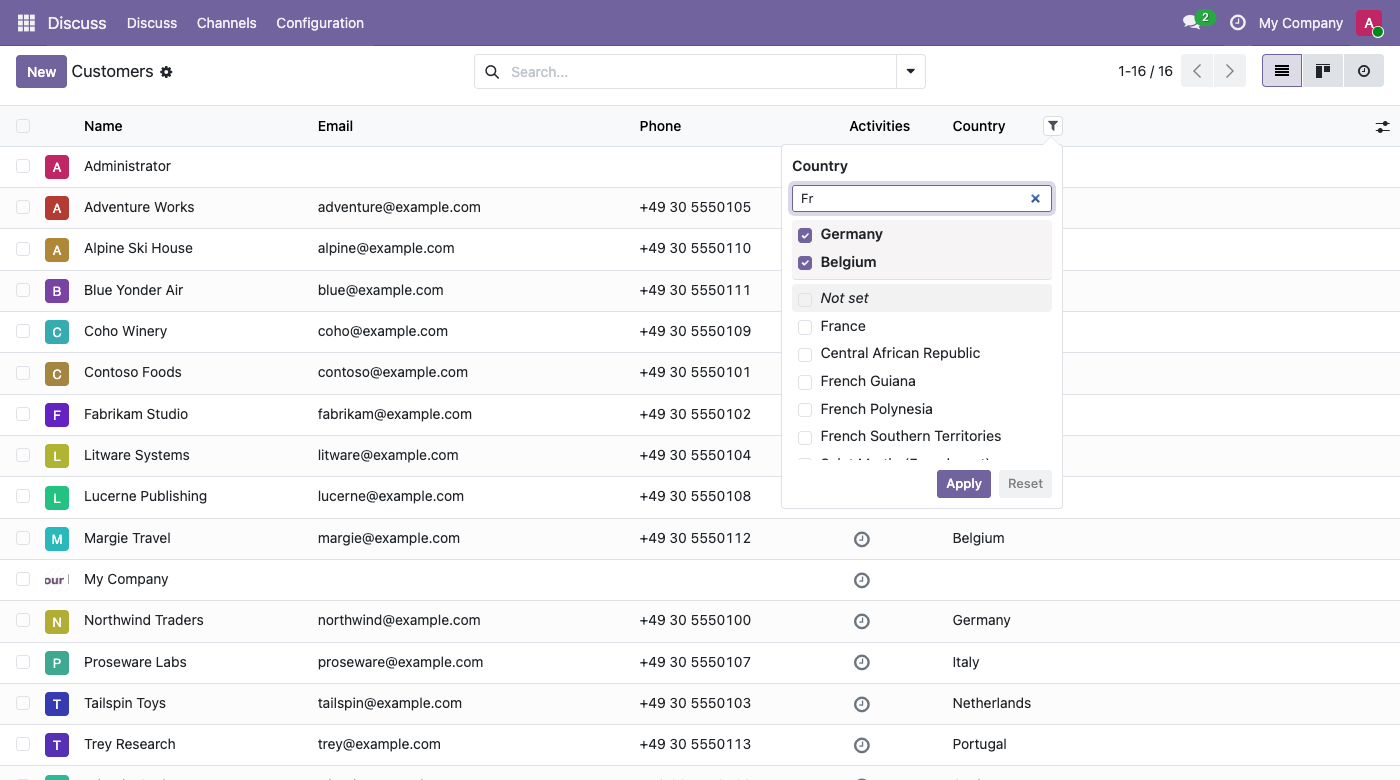 Discuss Discuss Channels Configuration 2 My Company A
New Customers Search... 1-16 / 16
Name Email Phone Activities Country
A Administrator
A Adventure Works adventure@example.com +49 30 5550105
A Alpine Ski House alpine@example.com +49 30 5550110
B Blue Yonder Air blue@example.com +49 30 5550111
C Coho Winery coho@example.com +49 30 5550109
C Contoso Foods contoso@example.com +49 30 5550101
F Fabrikam Studio fabrikam@example.com +49 30 5550102
L Litware Systems litware@example.com +49 30 5550104
L Lucerne Publishing lucerne@example.com +49 30 5550108
M Margie Travel margie@example.com +49 30 5550112 Belgium
our My Company
N Northwind Traders northwind@example.com +49 30 5550100 Germany
P Proseware Labs proseware@example.com +49 30 5550107 Italy
T Tailspin Toys tailspin@example.com +49 30 5550103 Netherlands
T Trey Research trey@example.com +49 30 5550113 Portugal
Country
Fr
Germany
Belgium
Not set
France
Central African Republic
French Guiana
French Polynesia
French Southern Territories
Apply Reset